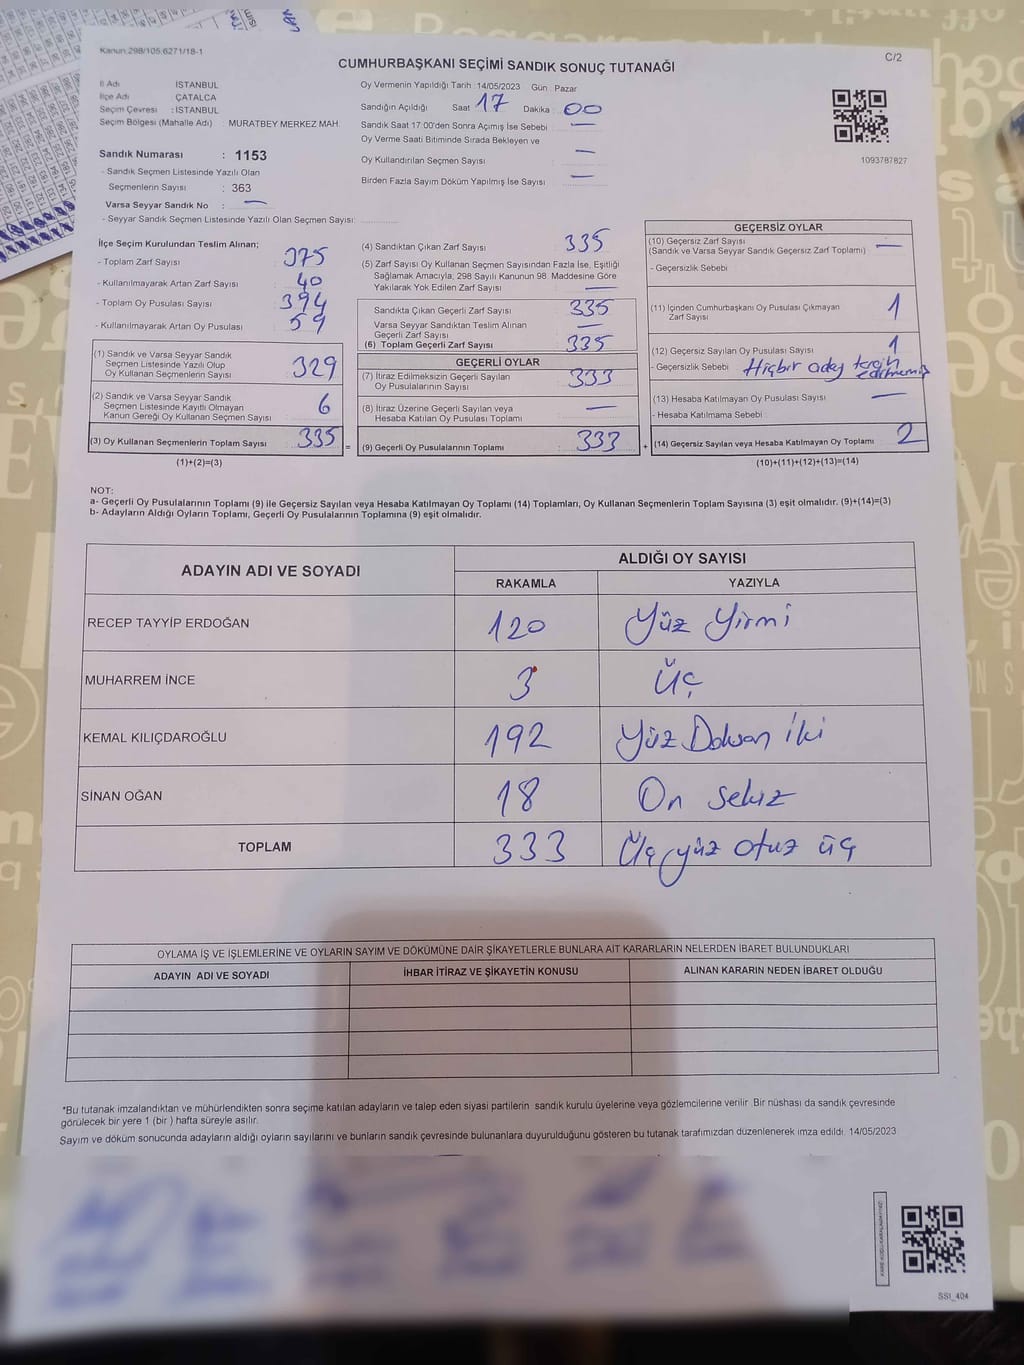 Kanun 298/105,6271/18-1
C/2
CUMHURBAŞKANI SEÇİMİ SANDIK SONUÇ TUTANAĞI
İl Adı : İSTANBUL
İlçe Adı : ÇATALCA
Seçim Çevresi : İSTANBUL
Seçim Bölgesi (Mahalle Adı) : MURATBEY MERKEZ MAH.
Sandık Numarası : 1153
- Sandık Seçmen Listesinde Yazılı Olan
Seçmenlerin Sayısı : 363
Varsa Seyyar Sandık No : —
- Seyyar Sandık Seçmen Listesinde Yazılı Olan Seçmen Sayısı:
Oy Vermenin Yapıldığı Tarih : 14/05/2023 Gün : Pazar
Sandığın Açıldığı Saat 17 Dakika : 00
Sandık Saat 17:00'den Sonra Açılmış İse Sebebi : —
Oy Verme Saati Bitiminde Sırada Bekleyen ve
Oy Kullandırılan Seçmen Sayısı : —
Birden Fazla Sayım Döküm Yapılmış İse Sayısı : —
1093787827
İlçe Seçim Kurulundan Teslim Alınan;
- Toplam Zarf Sayısı : 375
- Kullanılmayarak Artan Zarf Sayısı : 40
- Toplam Oy Pusulası Sayısı : 394
- Kullanılmayarak Artan Oy Pusulası : 59
(1) Sandık ve Varsa Seyyar Sandık
Seçmen Listesinde Yazılı Olup
Oy Kullanan Seçmenlerin Sayısı : 329
(2) Sandık ve Varsa Seyyar Sandık
Seçmen Listesinde Kayıtlı Olmayan
Kanun Gereği Oy Kullanan Seçmen Sayısı : 6
(3) Oy Kullanan Seçmenlerin Toplam Sayısı : 335 =
(1)+(2)=(3)
(4) Sandıktan Çıkan Zarf Sayısı : 335
(5) Zarf Sayısı Oy Kullanan Seçmen Sayısından Fazla İse, Eşitliği
Sağlamak Amacıyla, 298 Sayılı Kanunun 98. Maddesine Göre
Yakılarak Yok Edilen Zarf Sayısı : —
Sandıkta Çıkan Geçerli Zarf Sayısı : 335
Varsa Seyyar Sandıktan Teslim Alınan
Geçerli Zarf Sayısı : —
(6) Toplam Geçerli Zarf Sayısı : 335
GEÇERLİ OYLAR
(7) İtiraz Edilmeksizin Geçerli Sayılan
Oy Pusulalarının Sayısı : 333
(8) İtiraz Üzerine Geçerli Sayılan veya
Hesaba Katılan Oy Pusulası Toplamı : —
(9) Geçerli Oy Pusulalarının Toplamı : 333 +
GEÇERSİZ OYLAR
(10) Geçersiz Zarf Sayısı : —
(Sandık ve Varsa Seyyar Sandık Geçersiz Zarf Toplamı)
- Geçersizlik Sebebi
(11) İçinden Cumhurbaşkanı Oy Pusulası Çıkmayan
Zarf Sayısı : 1
(12) Geçersiz Sayılan Oy Pusulası Sayısı : 1
- Geçersizlik Sebebi : Hiçbir aday tercih edilmemiş
(13) Hesaba Katılmayan Oy Pusulası Sayısı : —
- Hesaba Katılmama Sebebi :
(14) Geçersiz Sayılan veya Hesaba Katılmayan Oy Toplamı : 2
(10)+(11)+(12)+(13)=(14)
NOT:
a- Geçerli Oy Pusulalarının Toplamı (9) ile Geçersiz Sayılan veya Hesaba Katılmayan Oy Toplamı (14) Toplamları, Oy Kullanan Seçmenlerin Toplam Sayısına (3) eşit olmalıdır. (9)+(14)=(3)
b- Adayların Aldığı Oyların Toplamı, Geçerli Oy Pusulalarının Toplamına (9) eşit olmalıdır.
ADAYIN ADI VE SOYADI ALDIĞI OY SAYISI
RAKAMLA YAZIYLA
RECEP TAYYİP ERDOĞAN 120 Yüz Yirmi
MUHARREM İNCE 3 Üç
KEMAL KILIÇDAROĞLU 192 Yüz Doksan İki
SİNAN OĞAN 18 On Sekiz
TOPLAM 333 Üç yüz otuz üç
OYLAMA İŞ VE İŞLEMLERİNE VE OYLARIN SAYIM VE DÖKÜMÜNE DAİR ŞİKAYETLERLE BUNLARA AİT KARARLARIN NELERDEN İBARET BULUNDUKLARI
ADAYIN ADI VE SOYADI İHBAR İTİRAZ VE ŞİKAYETİN KONUSU ALINAN KARARIN NEDEN İBARET OLDUĞU
*Bu tutanak imzalandıktan ve mühürlendikten sonra seçime katılan adayların ve talep eden siyasi partilerin sandık kurulu üyelerine veya gözlemcilerine verilir. Bir nüshası da sandık çevresinde
görülecek bir yere 1 (bir) hafta süreyle asılır.
Sayım ve döküm sonucunda adayların aldığı oyların sayılarını ve bunların sandık çevresinde bulunanlara duyurulduğunu gösteren bu tutanak tarafımızdan düzenlenerek imza edildi. 14/05/2023
SSI_404